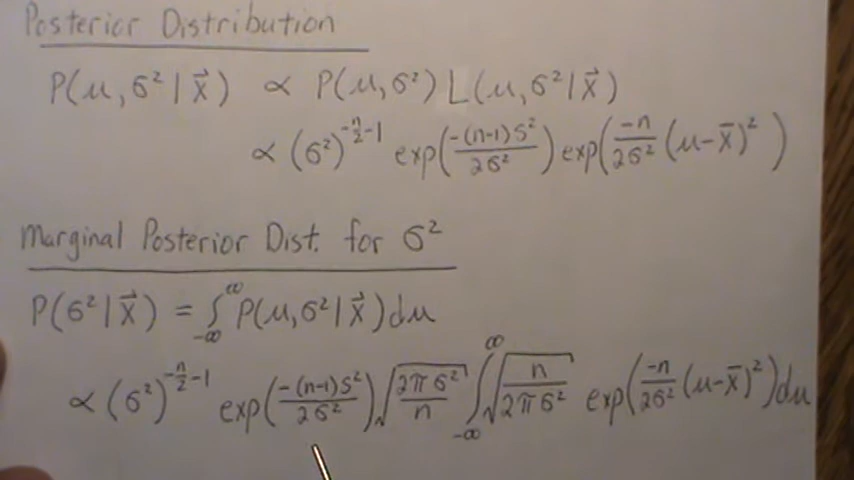 Posterior Distribution
P(μ, σ² | x⃗) ∝ P(μ, σ²) L(μ, σ² | x⃗)
∝ (σ²)^(-n/2 -1) exp(-(n-1)S²/2σ²) exp(-n/2σ² (μ-x̄)²)
Marginal Posterior Dist. for σ²
P(σ² | x⃗) = ∫_{-∞}^{∞} P(μ, σ² | x⃗) dμ
∝ (σ²)^(-n/2 -1) exp(-(n-1)S²/2σ²) √(2πσ²/n) ∫_{-∞}^{∞} √(n/2πσ²) exp(-n/2σ² (μ-x̄)²) dμ